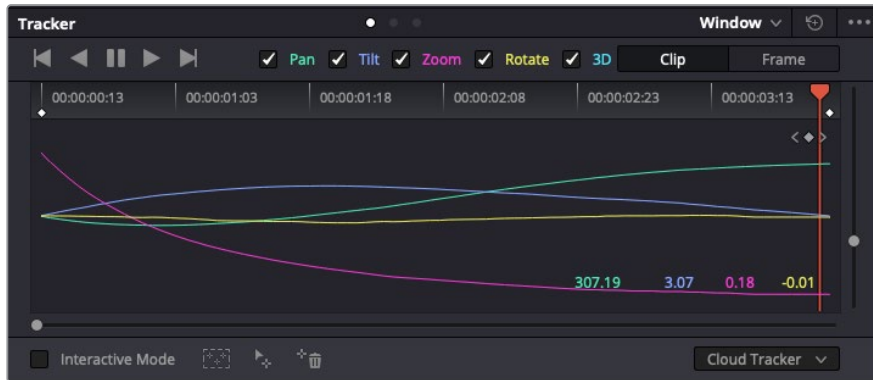 Tracker Window
Pan Tilt Zoom Rotate 3D Clip Frame
00:00:00:13 00:00:01:03 00:00:01:18 00:00:02:08 00:00:02:23 00:00:03:13
307.19 3.07 0.18 -0.01
Interactive Mode Cloud Tracker